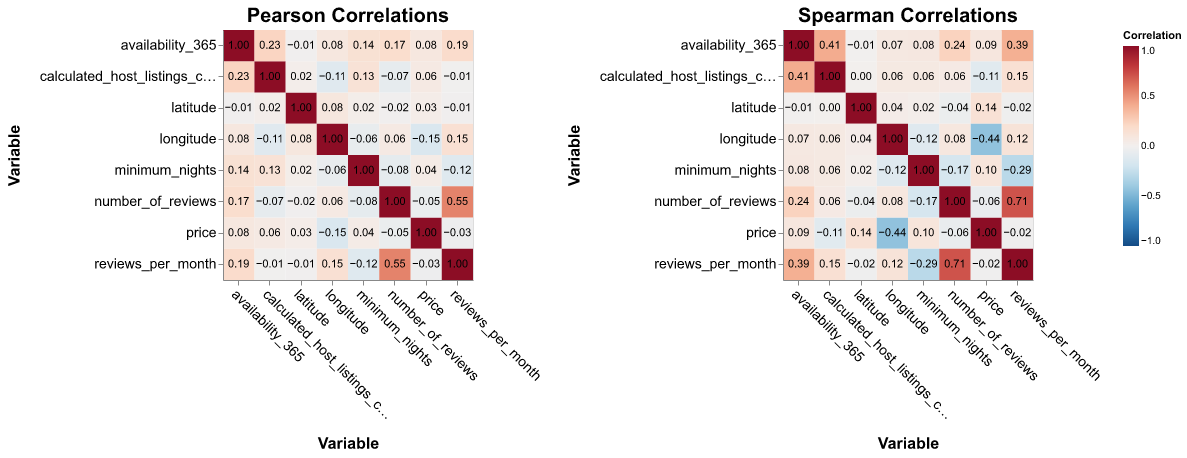 Pearson Correlations
Variable
availability_365 1.00 0.23 −0.01 0.08 0.14 0.17 0.08 0.19
calculated_host_listings_c… 0.23 1.00 0.02 −0.11 0.13 −0.07 0.06 −0.01
latitude −0.01 0.02 1.00 0.08 0.02 −0.02 0.03 −0.01
longitude 0.08 −0.11 0.08 1.00 −0.06 0.06 −0.15 0.15
minimum_nights 0.14 0.13 0.02 −0.06 1.00 −0.08 0.04 −0.12
number_of_reviews 0.17 −0.07 −0.02 0.06 −0.08 1.00 −0.05 0.55
price 0.08 0.06 0.03 −0.15 0.04 −0.05 1.00 −0.03
reviews_per_month 0.19 −0.01 −0.01 0.15 −0.12 0.55 −0.03 1.00
availability_365
calculated_host_listings_c…
latitude
longitude
minimum_nights
number_of_reviews
price
reviews_per_month
Variable
Spearman Correlations
Variable
availability_365 1.00 0.41 −0.01 0.07 0.08 0.24 0.09 0.39
calculated_host_listings_c… 0.41 1.00 0.00 0.06 0.06 0.06 −0.11 0.15
latitude −0.01 0.00 1.00 0.04 0.02 −0.04 0.14 −0.02
longitude 0.07 0.06 0.04 1.00 −0.12 0.08 −0.44 0.12
minimum_nights 0.08 0.06 0.02 −0.12 1.00 −0.17 0.10 −0.29
number_of_reviews 0.24 0.06 −0.04 0.08 −0.17 1.00 −0.06 0.71
price 0.09 −0.11 0.14 −0.44 0.10 −0.06 1.00 −0.02
reviews_per_month 0.39 0.15 −0.02 0.12 −0.29 0.71 −0.02 1.00
availability_365
calculated_host_listings_c…
latitude
longitude
minimum_nights
number_of_reviews
price
reviews_per_month
Variable
Correlation
1.0
0.5
0.0
−0.5
−1.0